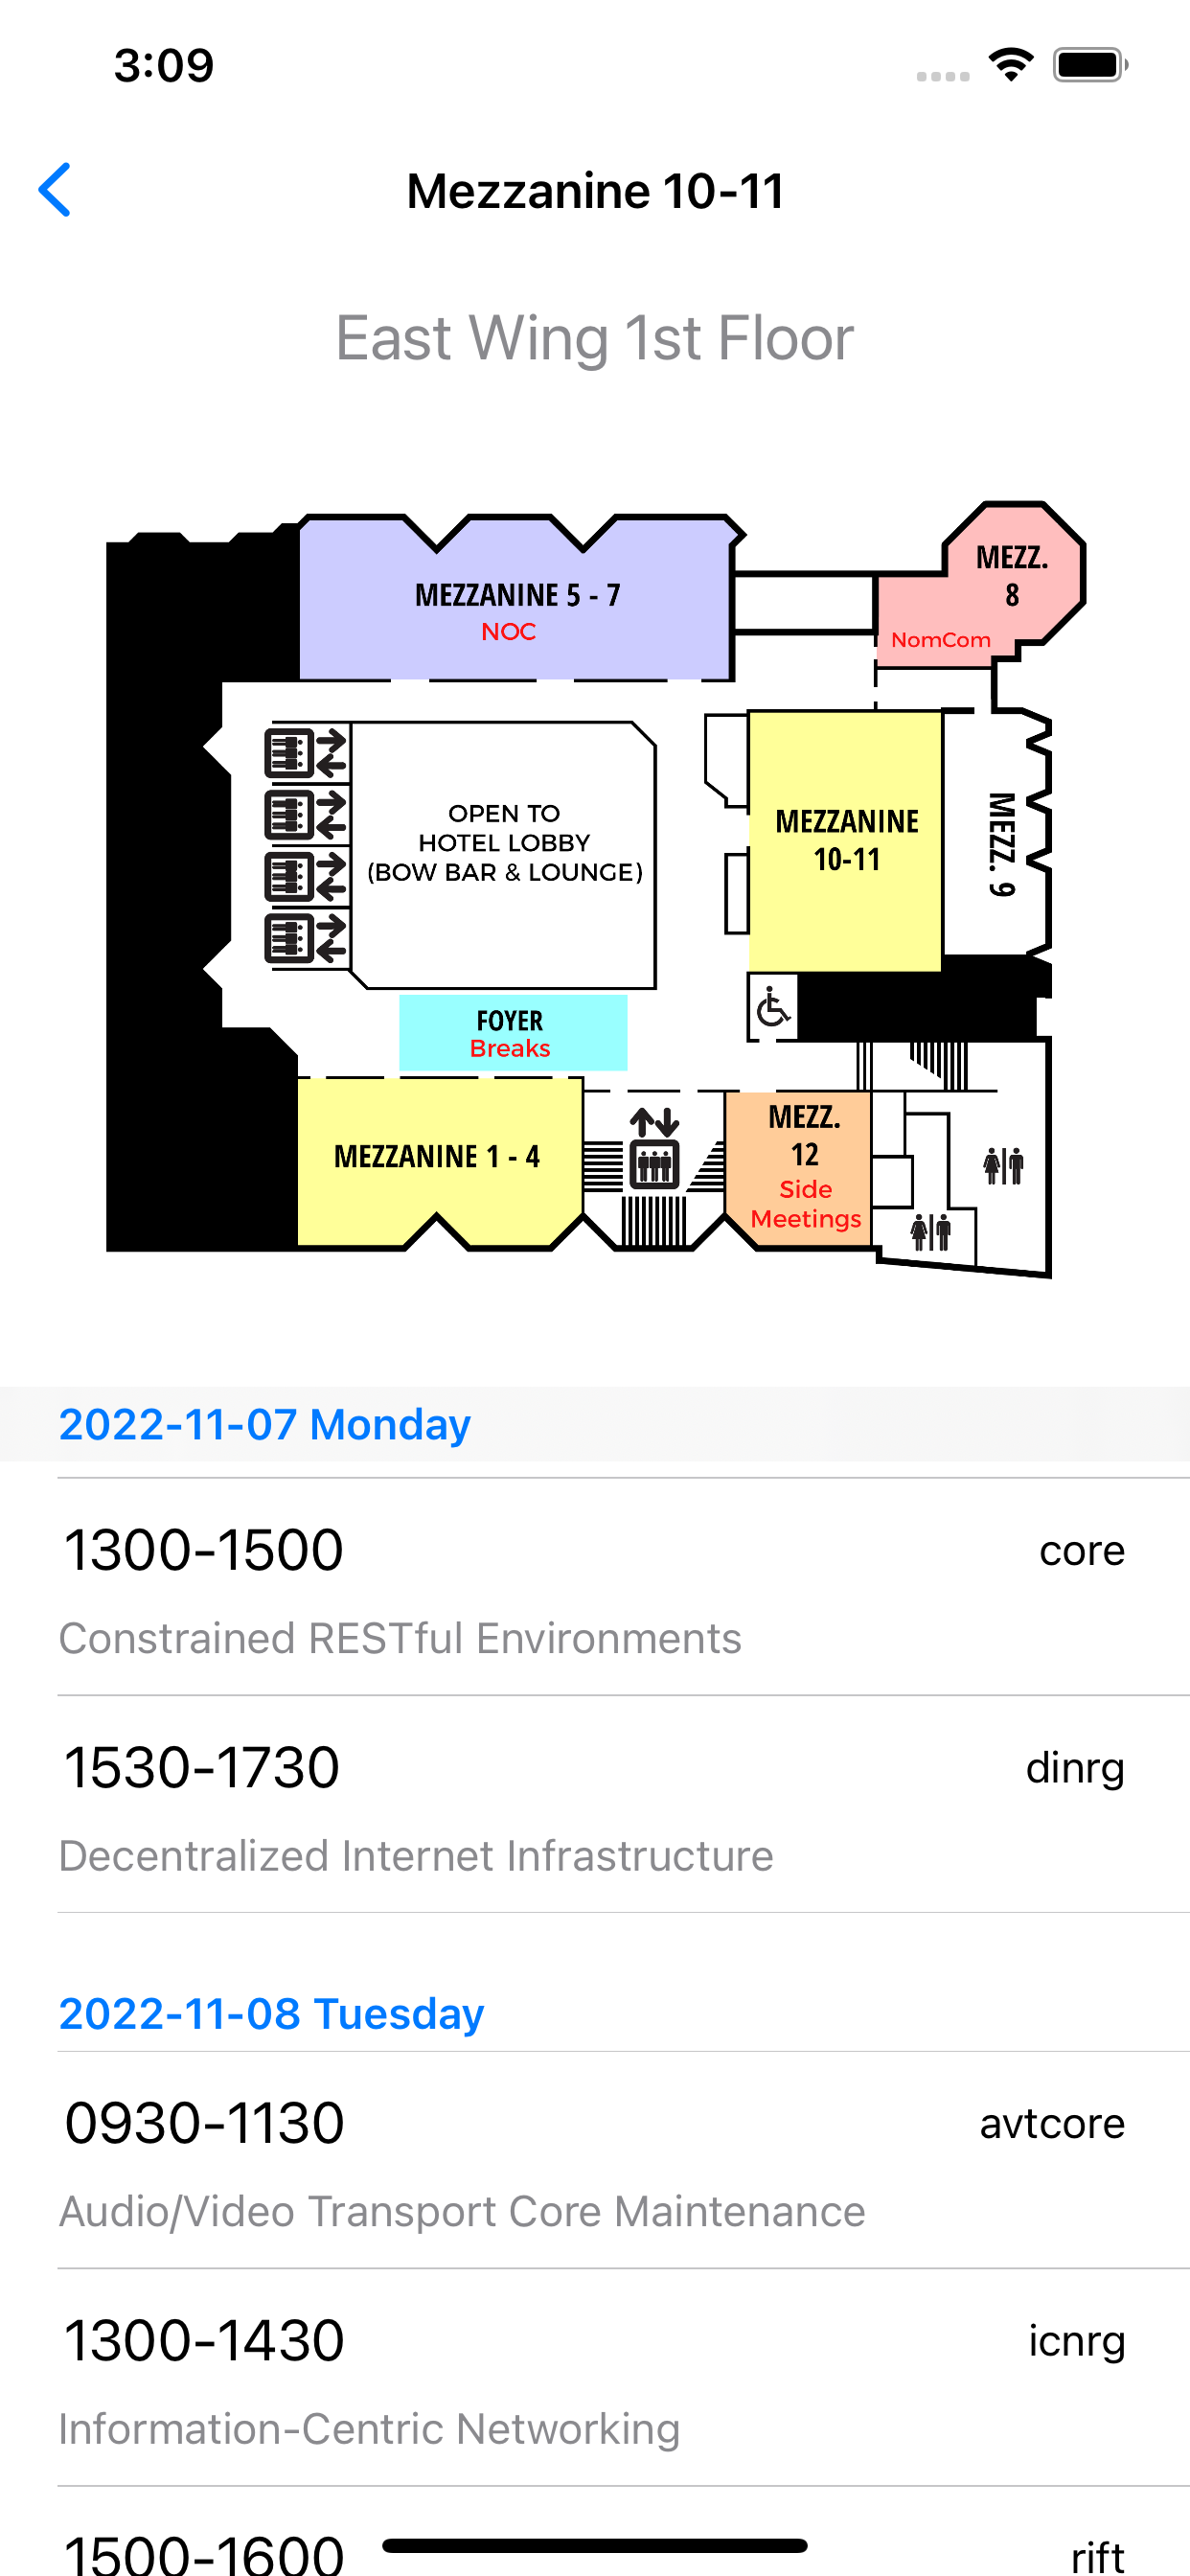 3:09
Mezzanine 10-11
East Wing 1st Floor
MEZZ.
8
NomCom
MEZZANINE 5 - 7
NOC
OPEN TO
HOTEL LOBBY
(BOW BAR & LOUNGE)
MEZZANINE
10-11
MEZZ. 9
FOYER
Breaks
MEZZANINE 1 - 4
MEZZ.
12
Side
Meetings
2022-11-07 Monday
1300-1500 core
Constrained RESTful Environments
1530-1730 dinrg
Decentralized Internet Infrastructure
2022-11-08 Tuesday
0930-1130 avtcore
Audio/Video Transport Core Maintenance
1300-1430 icnrg
Information-Centric Networking
1500-1600 rift